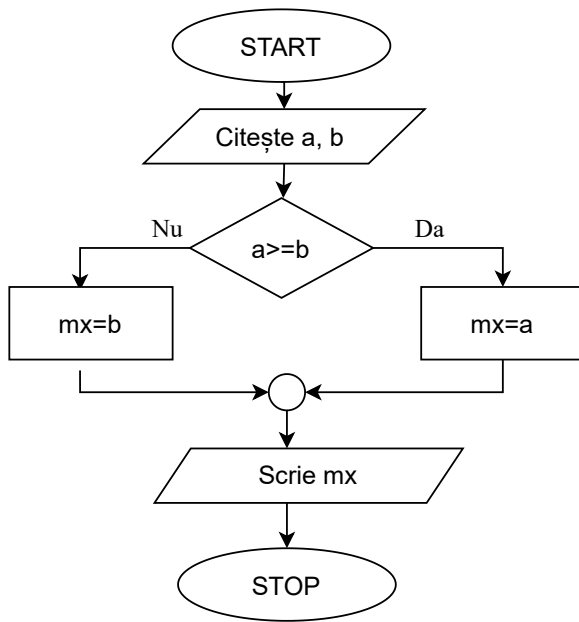 START
Citește a, b
Nu
Da
a>=b
mx=b
mx=a
Scrie mx
STOP